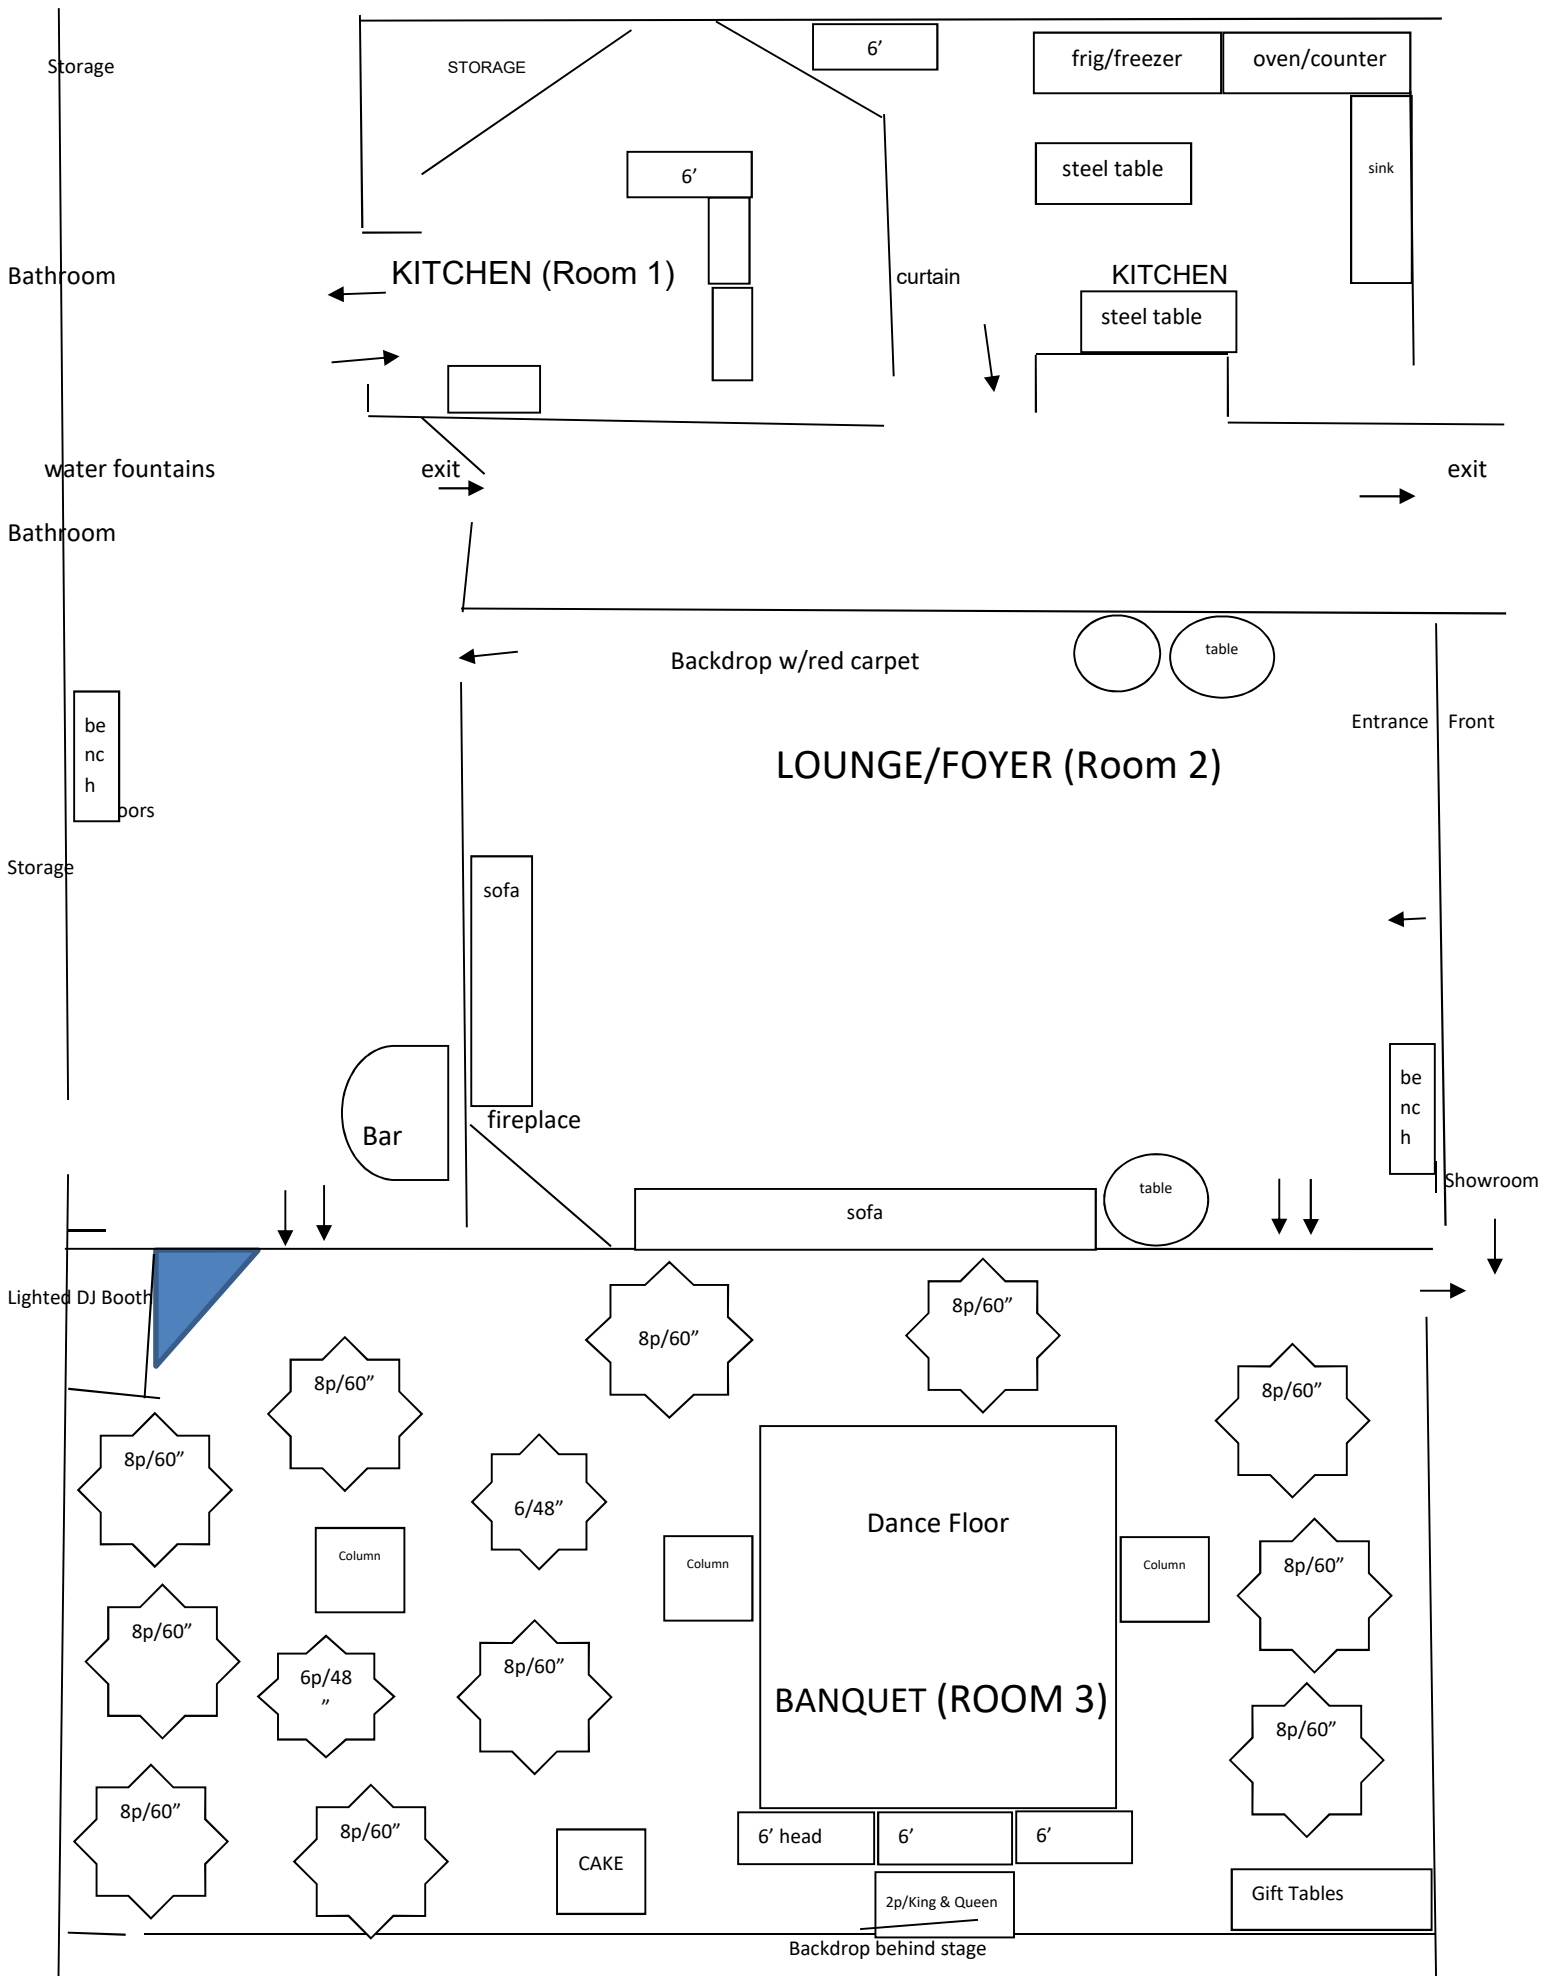 6’
frig/freezer
oven/counter
Storage
STORAGE
6’
steel table
sink
Bathroom
KITCHEN (Room 1)
curtain
KITCHEN
steel table
water fountains
exit
exit
Bathroom
Backdrop w/red carpet
table
be
nc
h
Entrance
Front
LOUNGE/FOYER (Room 2)
oors
Storage
sofa
be
nc
h
fireplace
Bar
Showroom
table
sofa
Lighted DJ Booth
8p/60”
8p/60”
8p/60”
8p/60”
8p/60”
6/48”
Dance Floor
Column
Column
Column
8p/60”
8p/60”
8p/60”
6p/48
”
BANQUET (ROOM 3)
8p/60”
8p/60”
8p/60”
6’ head
6’
6’
CAKE
Gift Tables
2p/King & Queen
Backdrop behind stage